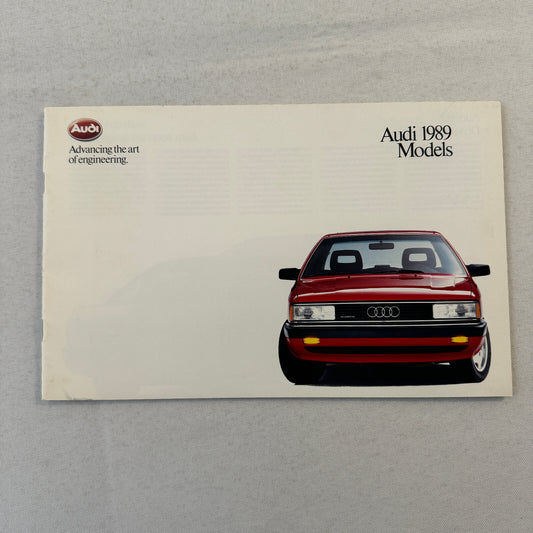 Audi
Advancing the art
of engineering.
Audi 1989
Models